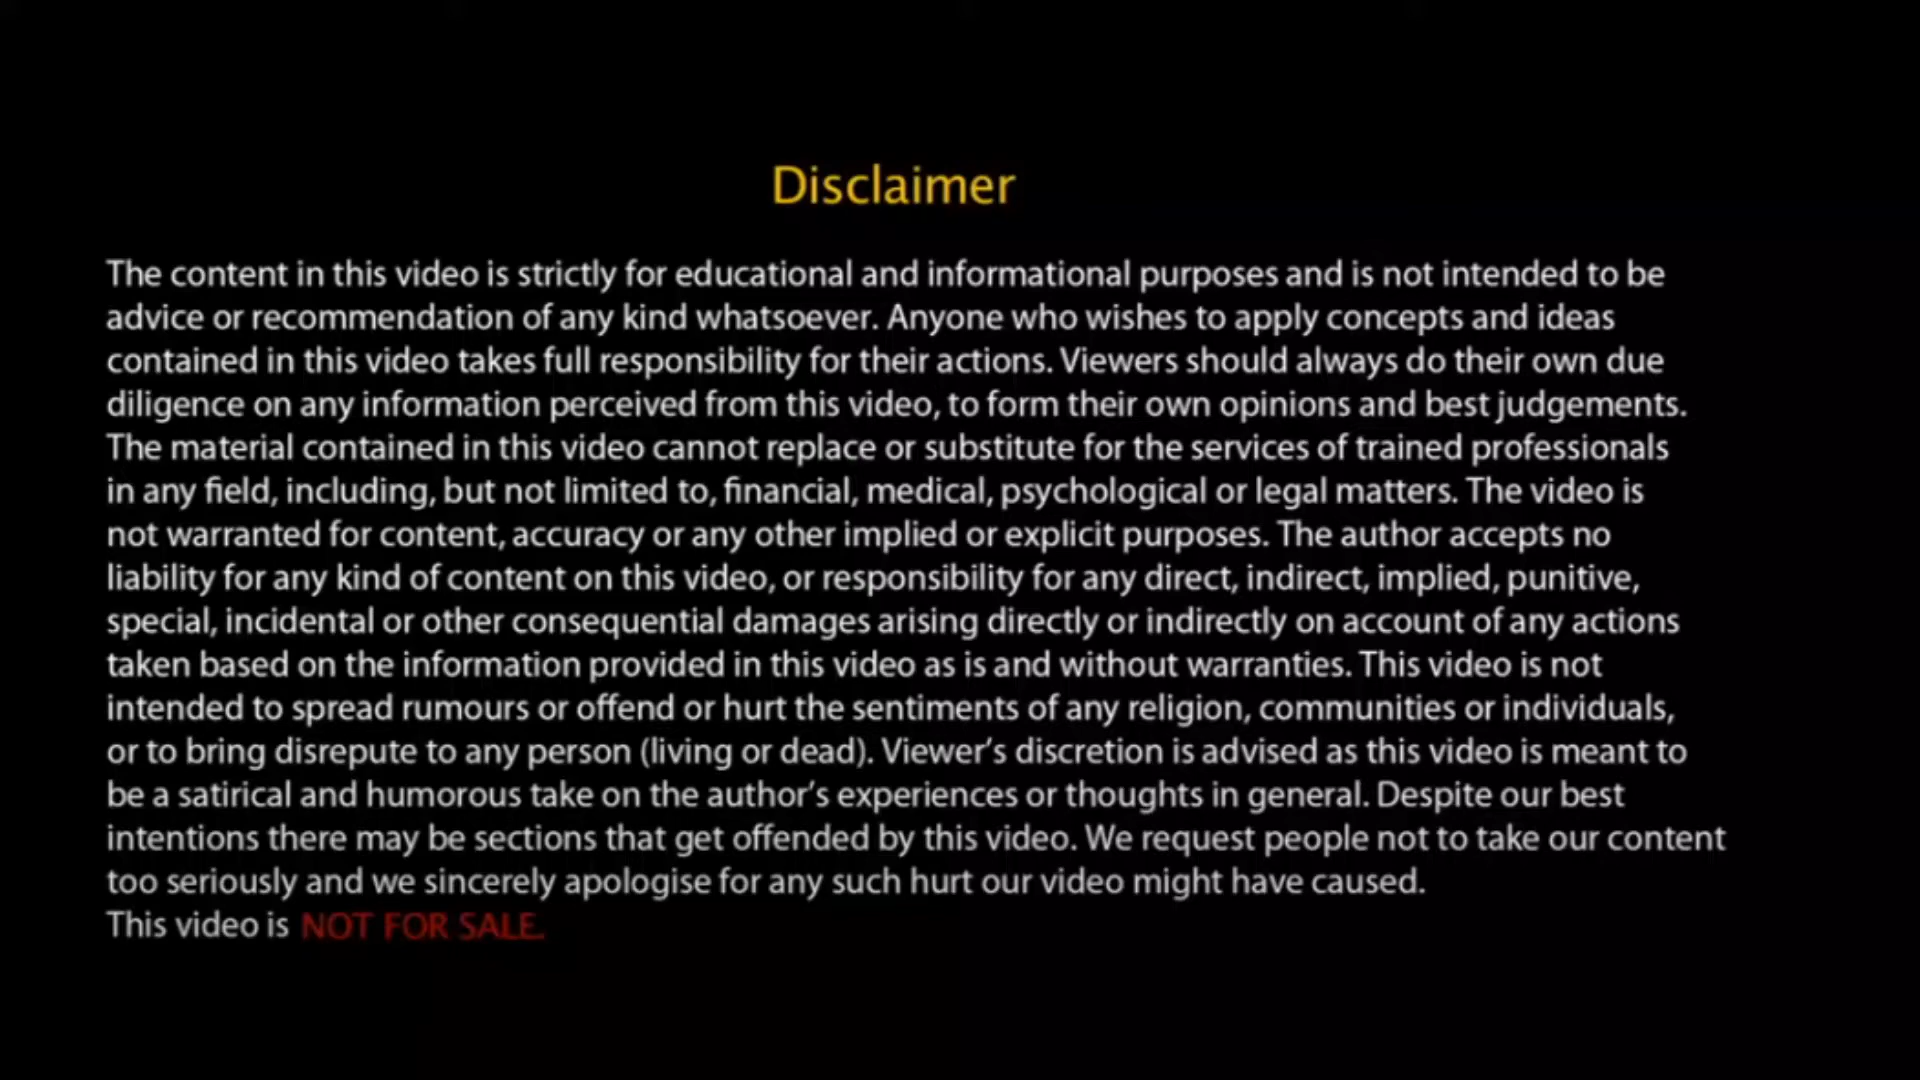 Disclaimer
The content in this video is strictly for educational and informational purposes and is not intended to be
advice or recommendation of any kind whatsoever. Anyone who wishes to apply concepts and ideas
contained in this video takes full responsibility for their actions. Viewers should always do their own due
diligence on any information perceived from this video, to form their own opinions and best judgements.
The material contained in this video cannot replace or substitute for the services of trained professionals
in any field, including, but not limited to, financial, medical, psychological or legal matters. The video is
not warranted for content, accuracy or any other implied or explicit purposes. The author accepts no
liability for any kind of content on this video, or responsibility for any direct, indirect, implied, punitive,
special, incidental or other consequential damages arising directly or indirectly on account of any actions
taken based on the information provided in this video as is and without warranties. This video is not
intended to spread rumours or offend or hurt the sentiments of any religion, communities or individuals,
or to bring disrepute to any person (living or dead). Viewer’s discretion is advised as this video is meant to
be a satirical and humorous take on the author’s experiences or thoughts in general. Despite our best
intentions there may be sections that get offended by this video. We request people not to take our content
too seriously and we sincerely apologise for any such hurt our video might have caused.
This video is NOT FOR SALE.